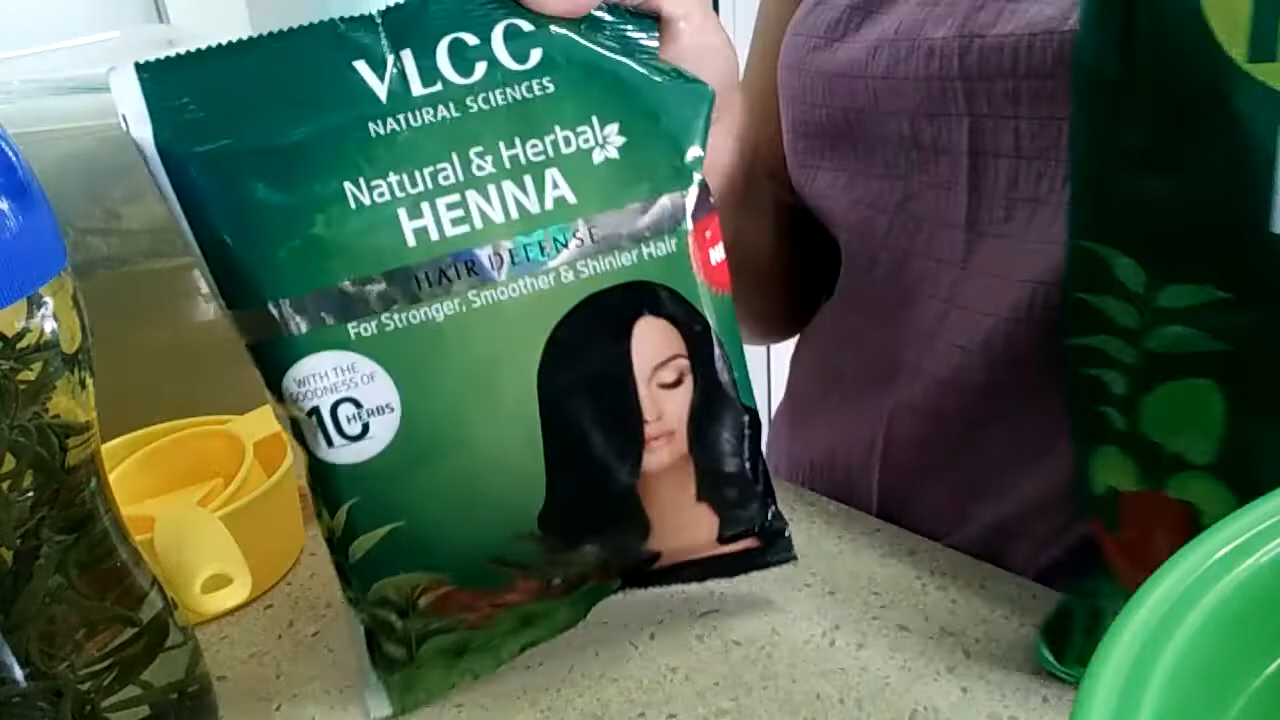 VLCC
NATURAL SCIENCES
Natural & Herbal
HENNA
HAIR DEFENSE
For Stronger, Smoother & Shinier Hair
WITH THE
GOODNESS OF
10 HERBS